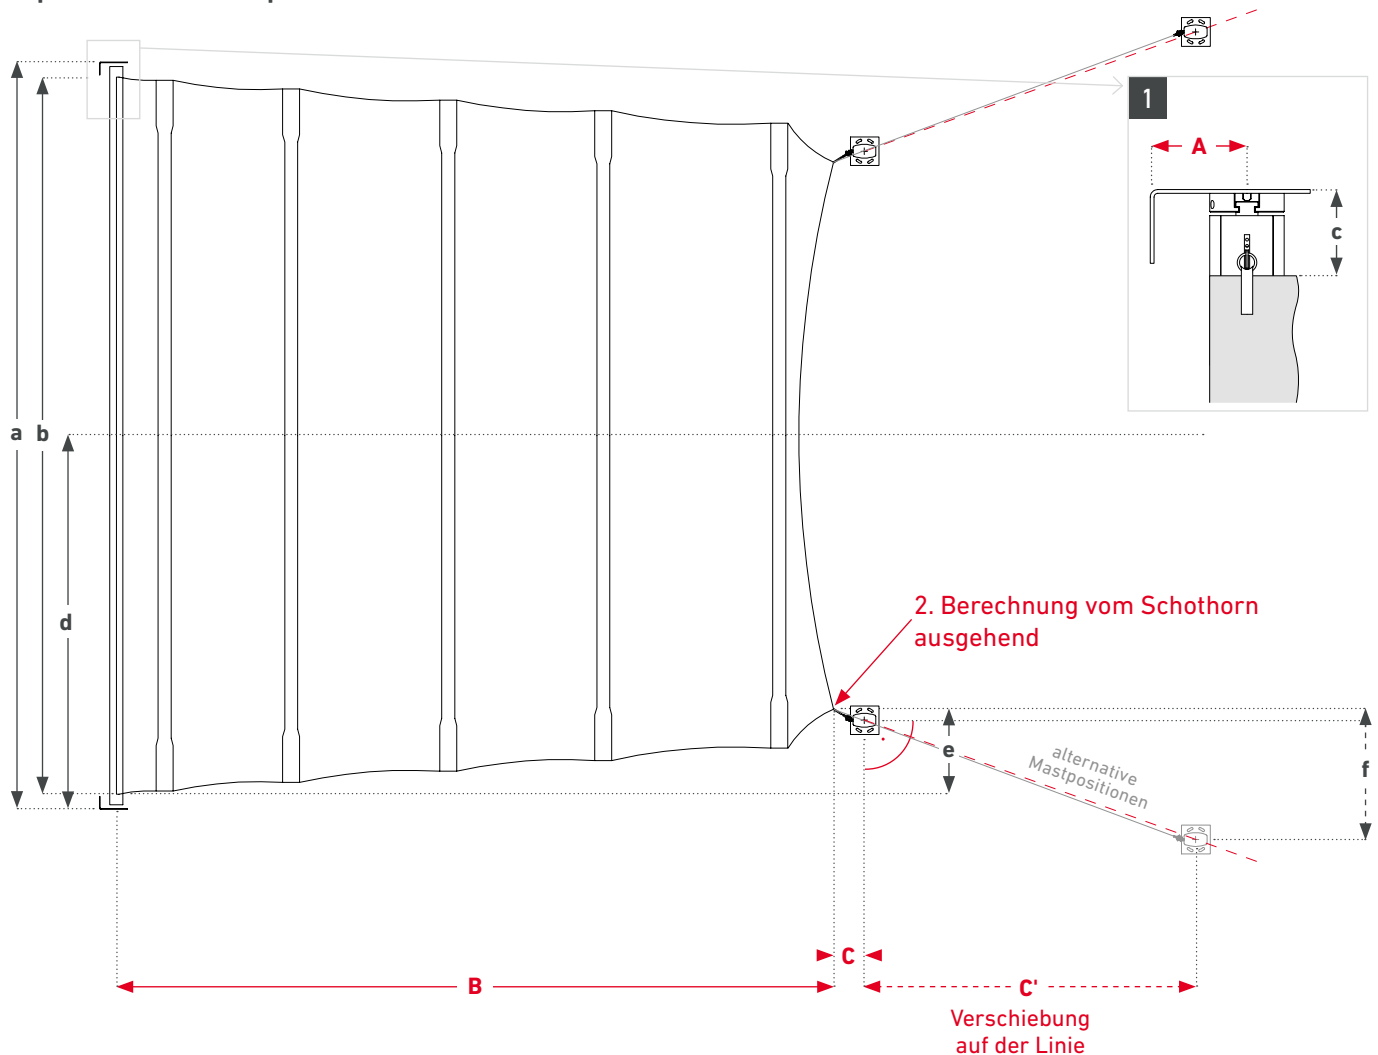 1
A
c
a
b
d
2. Berechnung vom Schothorn
ausgehend
e
alternative
Mastpositionen
f
C
B
C'
Verschiebung
auf der Linie